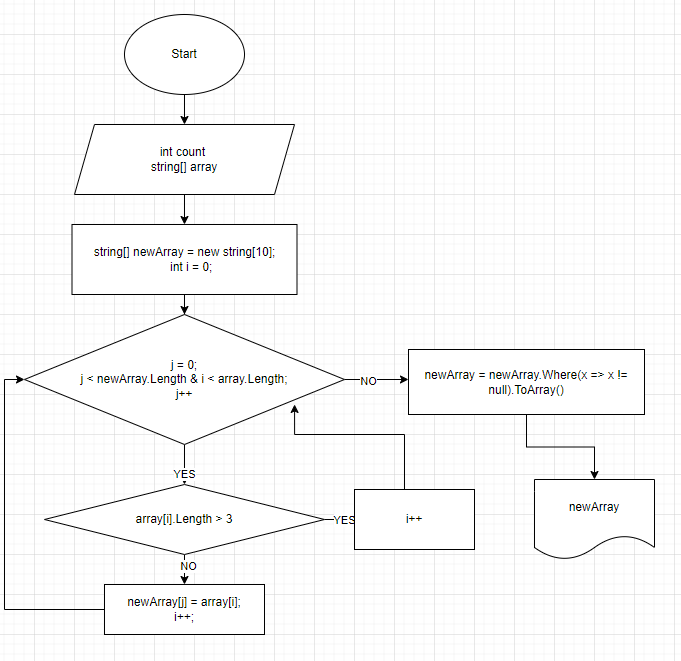 Start
int count
string[] array
string[] newArray = new string[10];
int i = 0;
j = 0;
j < newArray.Length & i < array.Length;
j++
NO
newArray = newArray.Where(x => x !=
null).ToArray()
YES
array[i].Length > 3
YES
i++
newArray
NO
newArray[j] = array[i];
i++;